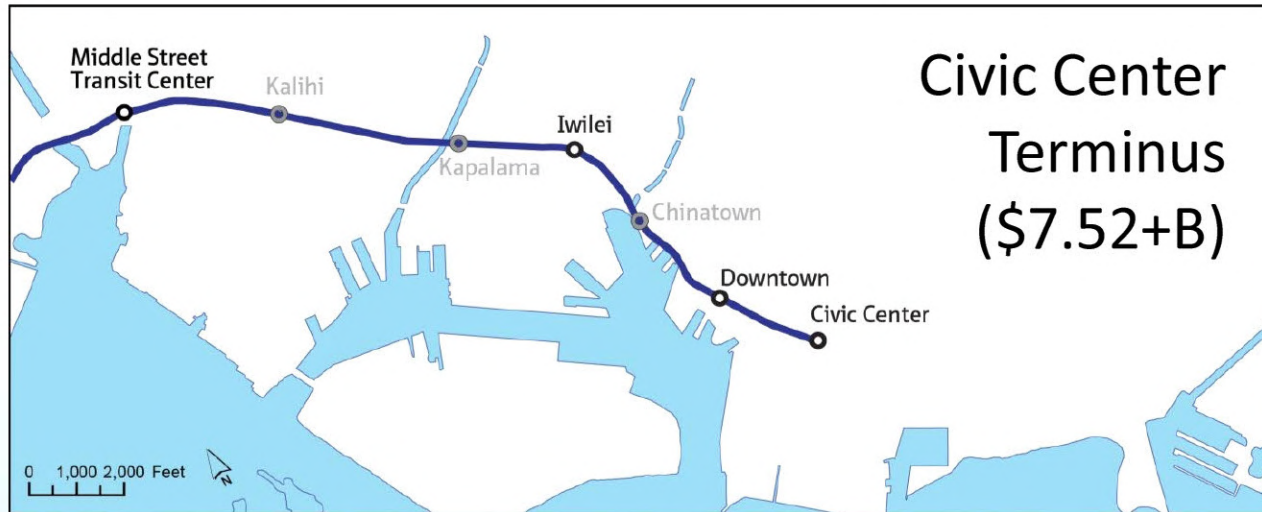 Middle Street
Transit Center
Kalihi
Kapalama
Iwilei
Chinatown
Downtown
Civic Center
Civic Center
Terminus
($7.52+B)
0 1,000 2,000 Feet
N